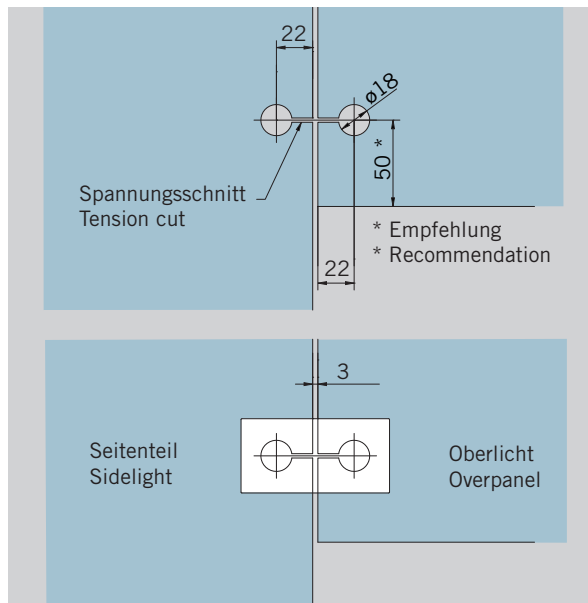 22
ø18
50 *
Spannungsschnitt
Tension cut
* Empfehlung
* Recommendation
22
3
Seitenteil
Sidelight
Oberlicht
Overpanel